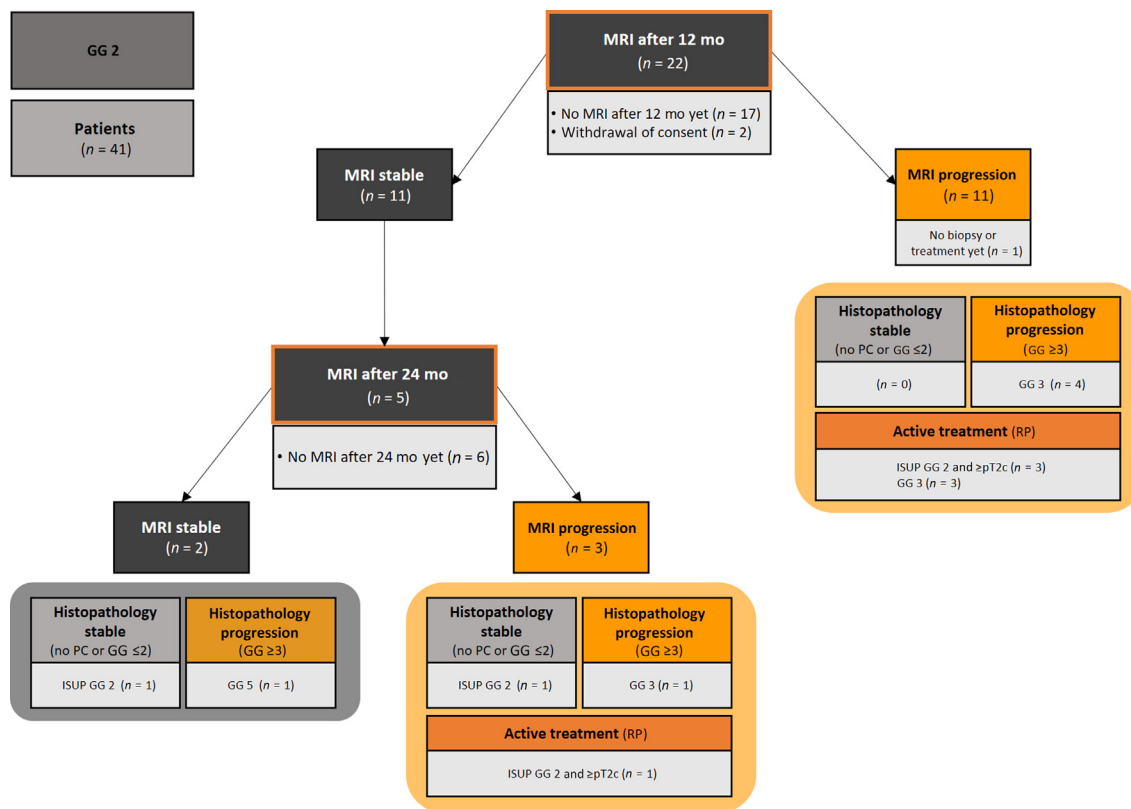 GG 2
Patients
(n = 41)
MRI after 12 mo
(n = 22)
• No MRI after 12 mo yet (n = 17)
• Withdrawal of consent (n = 2)
MRI stable
(n = 11)
MRI progression
(n = 11)
No biopsy or
treatment yet (n = 1)
Histopathology
stable
(no PC or GG ≤2)
(n = 0)
Histopathology
progression
(GG ≥3)
GG 3 (n = 4)
Active treatment (RP)
ISUP GG 2 and ≥pT2c (n = 3)
GG 3 (n = 3)
MRI after 24 mo
(n = 5)
• No MRI after 24 mo yet (n = 6)
MRI stable
(n = 2)
MRI progression
(n = 3)
Histopathology
stable
(no PC or GG ≤2)
ISUP GG 2 (n = 1)
Histopathology
progression
(GG ≥3)
GG 5 (n = 1)
Histopathology
stable
(no PC or GG ≤2)
ISUP GG 2 (n = 1)
Histopathology
progression
(GG ≥3)
GG 3 (n = 1)
Active treatment (RP)
ISUP GG 2 and ≥pT2c (n = 1)